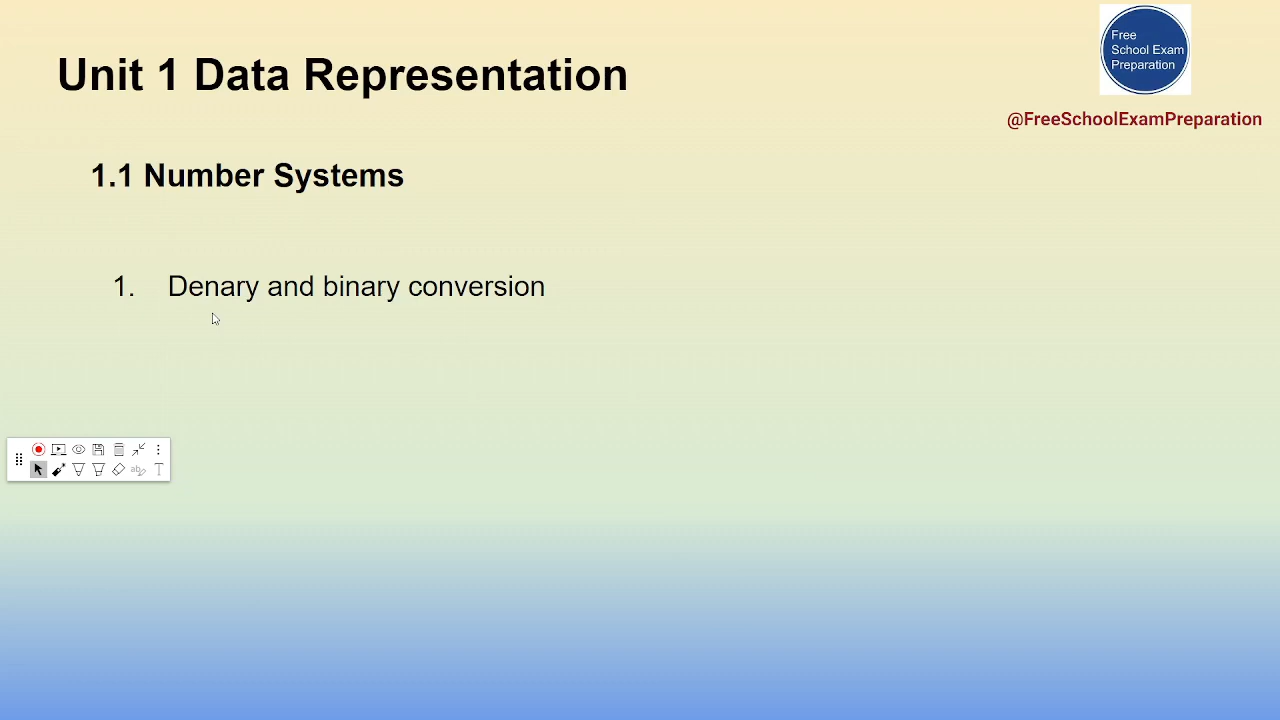 Unit 1 Data Representation
Free
School Exam
Preparation
@FreeSchoolExamPreparation
1.1 Number Systems
1. Denary and binary conversion